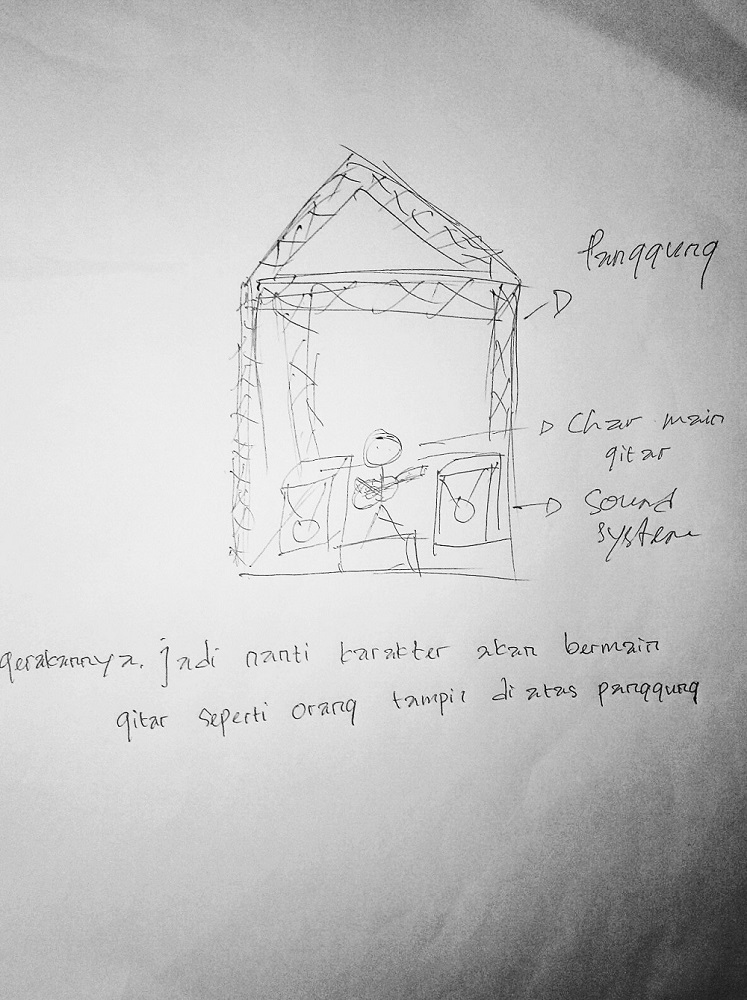 Panggung
Char main
gitar
Sound
system
gerakannya. jadi nanti karakter akan bermain
gitar seperti orang tampil di atas panggung